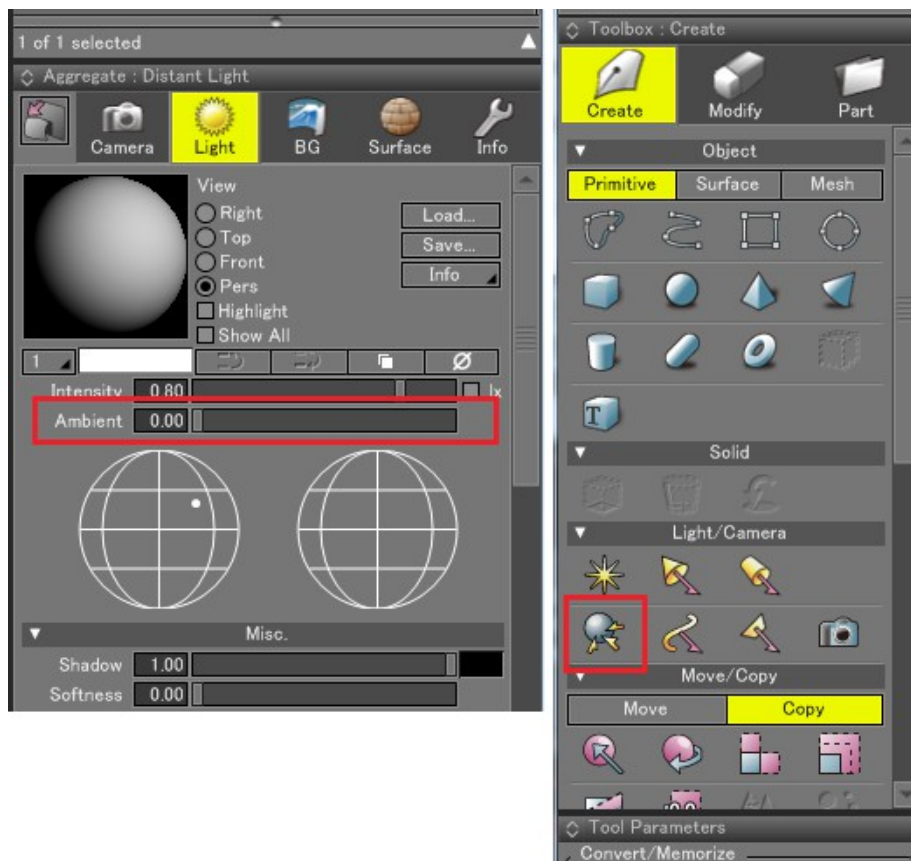 1 of 1 selected
Aggregate : Distant Light
Camera
Light
BG
Surface
Info
View
Right
Top
Front
Pers
Highlight
Show All
Load...
Save...
Info
1
Intensity 0.80 lx
Ambient 0.00
Misc.
Shadow 1.00
Softness 0.00
Toolbox : Create
Create
Modify
Part
Object
Primitive
Surface
Mesh
T
Solid
Light/Camera
Move/Copy
Move
Copy
Tool Parameters
Convert/Memorize